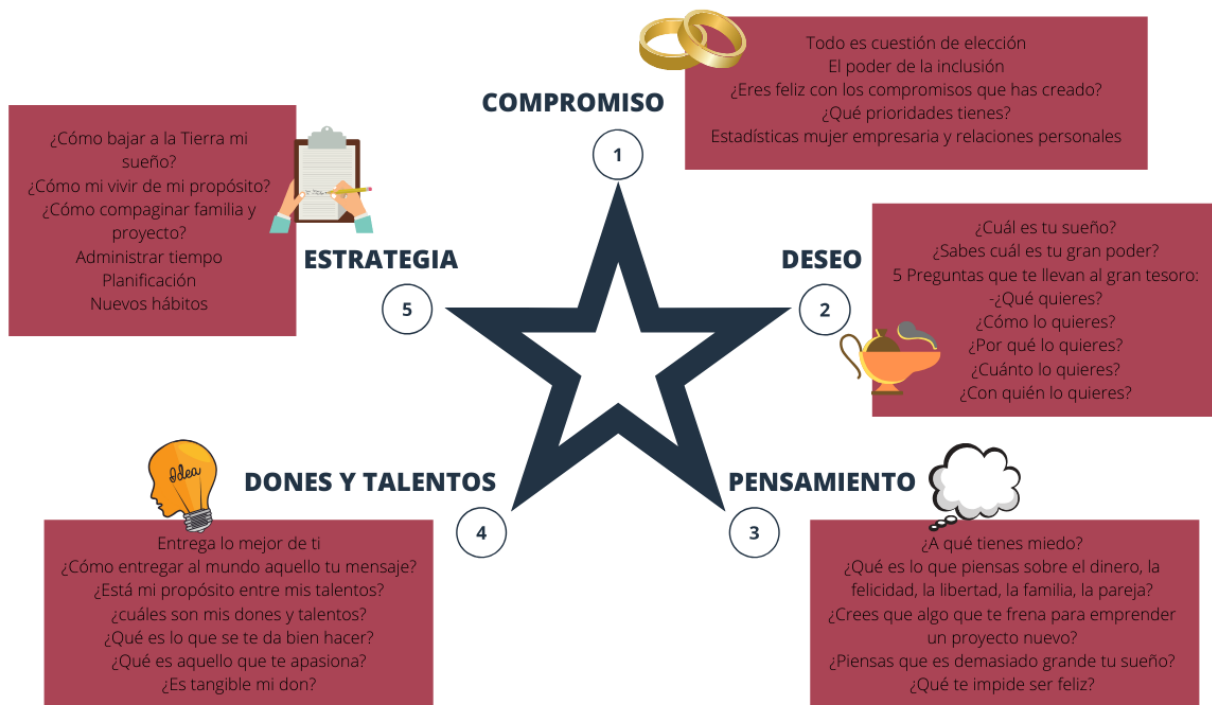 COMPROMISO
1
Todo es cuestión de elección
El poder de la inclusión
¿Eres feliz con los compromisos que has creado?
¿Qué prioridades tienes?
Estadísticas mujer empresaria y relaciones personales
DESEO
2
¿Cuál es tu sueño?
¿Sabes cuál es tu gran poder?
5 Preguntas que te llevan al gran tesoro:
-¿Qué quieres?
¿Cómo lo quieres?
¿Por qué lo quieres?
¿Cuánto lo quieres?
¿Con quién lo quieres?
PENSAMIENTO
3
¿A qué tienes miedo?
¿Qué es lo que piensas sobre el dinero, la
felicidad, la libertad, la familia, la pareja?
¿Crees que algo que te frena para emprender
un proyecto nuevo?
¿Piensas que es demasiado grande tu sueño?
¿Qué te impide ser feliz?
Idea
DONES Y TALENTOS
4
Entrega lo mejor de ti
¿Cómo entregar al mundo aquello tu mensaje?
¿Está mi propósito entre mis talentos?
¿cuáles son mis dones y talentos?
¿Qué es lo que se te da bien hacer?
¿Qué es aquello que te apasiona?
¿Es tangible mi don?
ESTRATEGIA
5
¿Cómo bajar a la Tierra mi
sueño?
¿Cómo mi vivir de mi propósito?
¿Cómo compaginar familia y
proyecto?
Administrar tiempo
Planificación
Nuevos hábitos